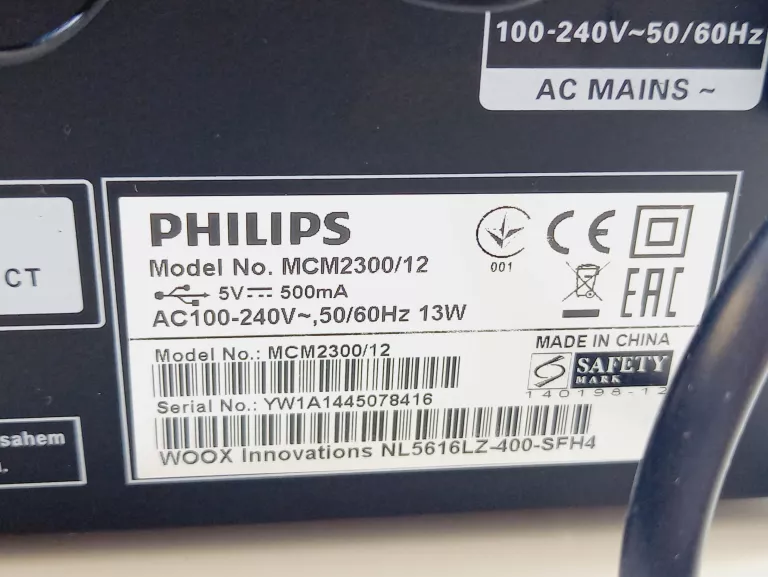 100-240V~50/60Hz
AC MAINS ~
CT
PHILIPS
Model No. MCM2300/12
5V⎓ 500mA
AC100-240V~,50/60Hz 13W
001
CE
EAC
MADE IN CHINA
Model No.: MCM2300/12
S SAFETY
MARK
140198-12
Serial No.: YW1A1445078416
WOOX Innovations NL5616LZ-400-SFH4
sahem